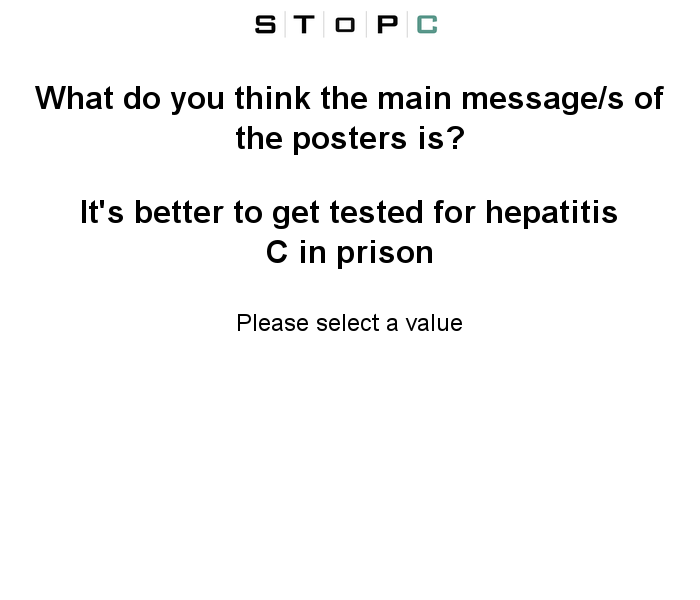 STOPC
What do you think the main message/s of
the posters is?
It's better to get tested for hepatitis
C in prison
Please select a value